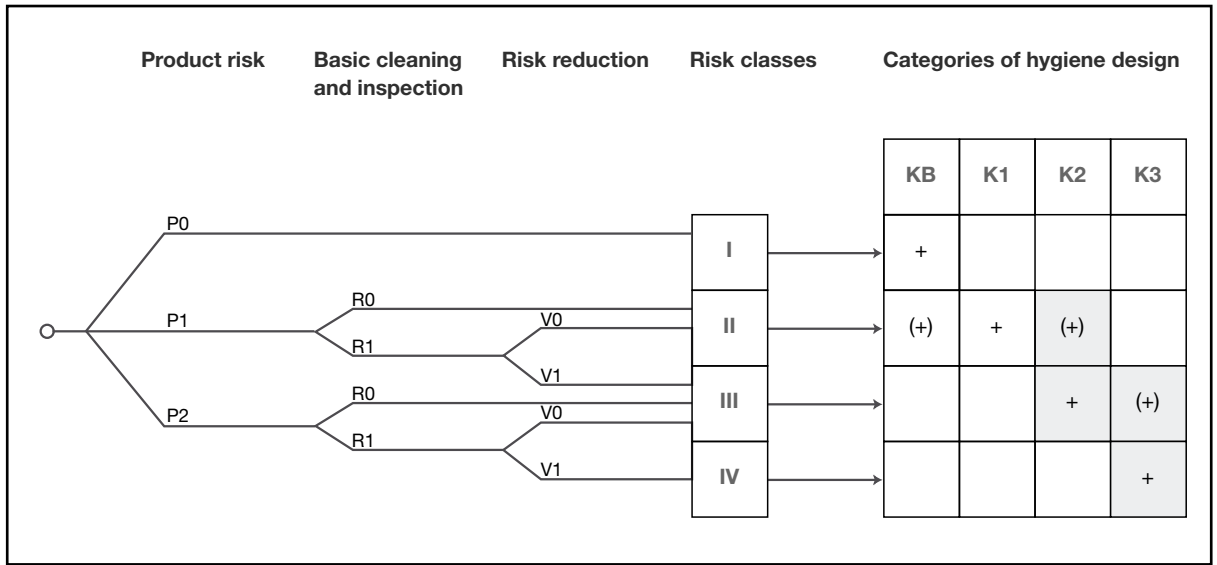 Product risk
Basic cleaning
and inspection
Risk reduction
Risk classes
Categories of hygiene design
KB K1 K2 K3
P0
I
+
R0
P1
V0
II
(+) + (+)
R1
V1
R0
III
+ (+)
P2
V0
R1
V1
IV
+